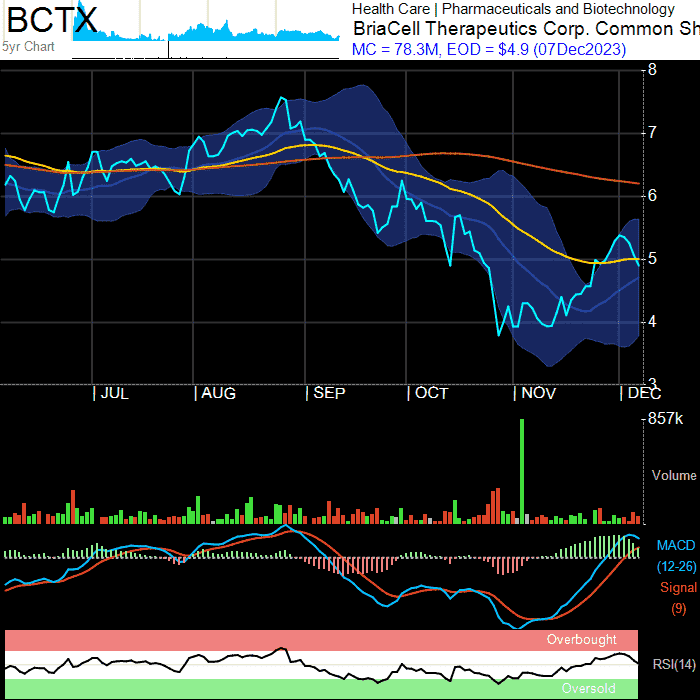 BCTX
5yr Chart
Health Care | Pharmaceuticals and Biotechnology
BriaCell Therapeutics Corp. Common Sh
MC = 78.3M, EOD = $4.9 (07Dec2023)
8
7
6
5
4
3
JUL
AUG
SEP
OCT
NOV
DEC
857k
Volume
MACD
(12-26)
Signal
(9)
Overbought
RSI(14)
Oversold